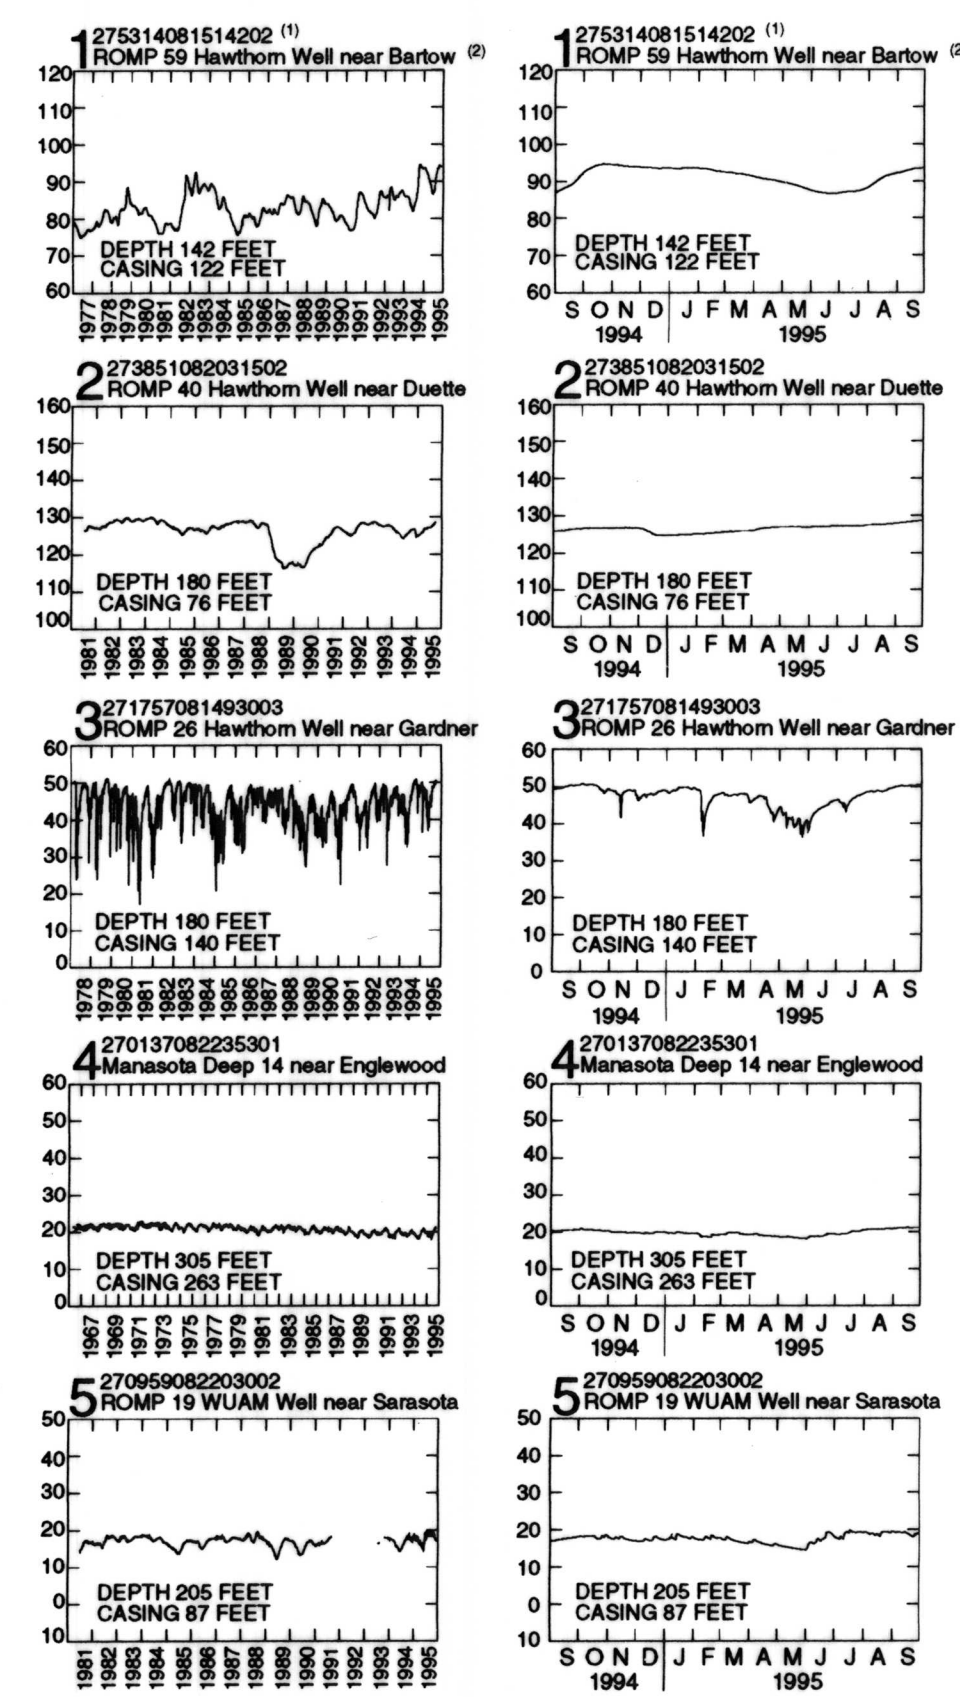 1 275314081514202 (1)
ROMP 59 Hawthorn Well near Bartow (2)
120
110
100
90
80
70
60
DEPTH 142 FEET
CASING 122 FEET
1977 1978 1979 1980 1981 1982 1983 1984 1985 1986 1987 1988 1989 1990 1991 1992 1993 1994 1995
1 275314081514202 (1)
ROMP 59 Hawthorn Well near Bartow (2
120
110
100
90
80
70
60
DEPTH 142 FEET
CASING 122 FEET
S O N D J F M A M J J A S
1994 1995
2 273851082031502
ROMP 40 Hawthorn Well near Duette
160
150
140
130
120
110
100
DEPTH 180 FEET
CASING 76 FEET
1981 1982 1983 1984 1985 1986 1987 1988 1989 1990 1991 1992 1993 1994 1995
2 273851082031502
ROMP 40 Hawthorn Well near Duette
160
150
140
130
120
110
100
DEPTH 180 FEET
CASING 76 FEET
S O N D J F M A M J J A S
1994 1995
3 271757081493003
ROMP 26 Hawthorn Well near Gardner
60
50
40
30
20
10
0
DEPTH 180 FEET
CASING 140 FEET
1978 1979 1980 1981 1982 1983 1984 1985 1986 1987 1988 1989 1990 1991 1992 1993 1994 1995
3 271757081493003
ROMP 26 Hawthorn Well near Gardner
60
50
40
30
20
10
0
DEPTH 180 FEET
CASING 140 FEET
S O N D J F M A M J J A S
1994 1995
4 270137082235301
Manasota Deep 14 near Englewood
60
50
40
30
20
10
0
DEPTH 305 FEET
CASING 263 FEET
1967 1969 1971 1973 1975 1977 1979 1981 1983 1985 1987 1989 1991 1993 1995
4 270137082235301
Manasota Deep 14 near Englewood
60
50
40
30
20
10
0
DEPTH 305 FEET
CASING 263 FEET
S O N D J F M A M J J A S
1994 1995
5 270959082203002
ROMP 19 WUAM Well near Sarasota
50
40
30
20
10
0
10
DEPTH 205 FEET
CASING 87 FEET
1981 1982 1983 1984 1985 1986 1987 1988 1989 1990 1991 1992 1993 1994 1995
5 270959082203002
ROMP 19 WUAM Well near Sarasota
50
40
30
20
10
0
10
DEPTH 205 FEET
CASING 87 FEET
S O N D J F M A M J J A S
1994 1995